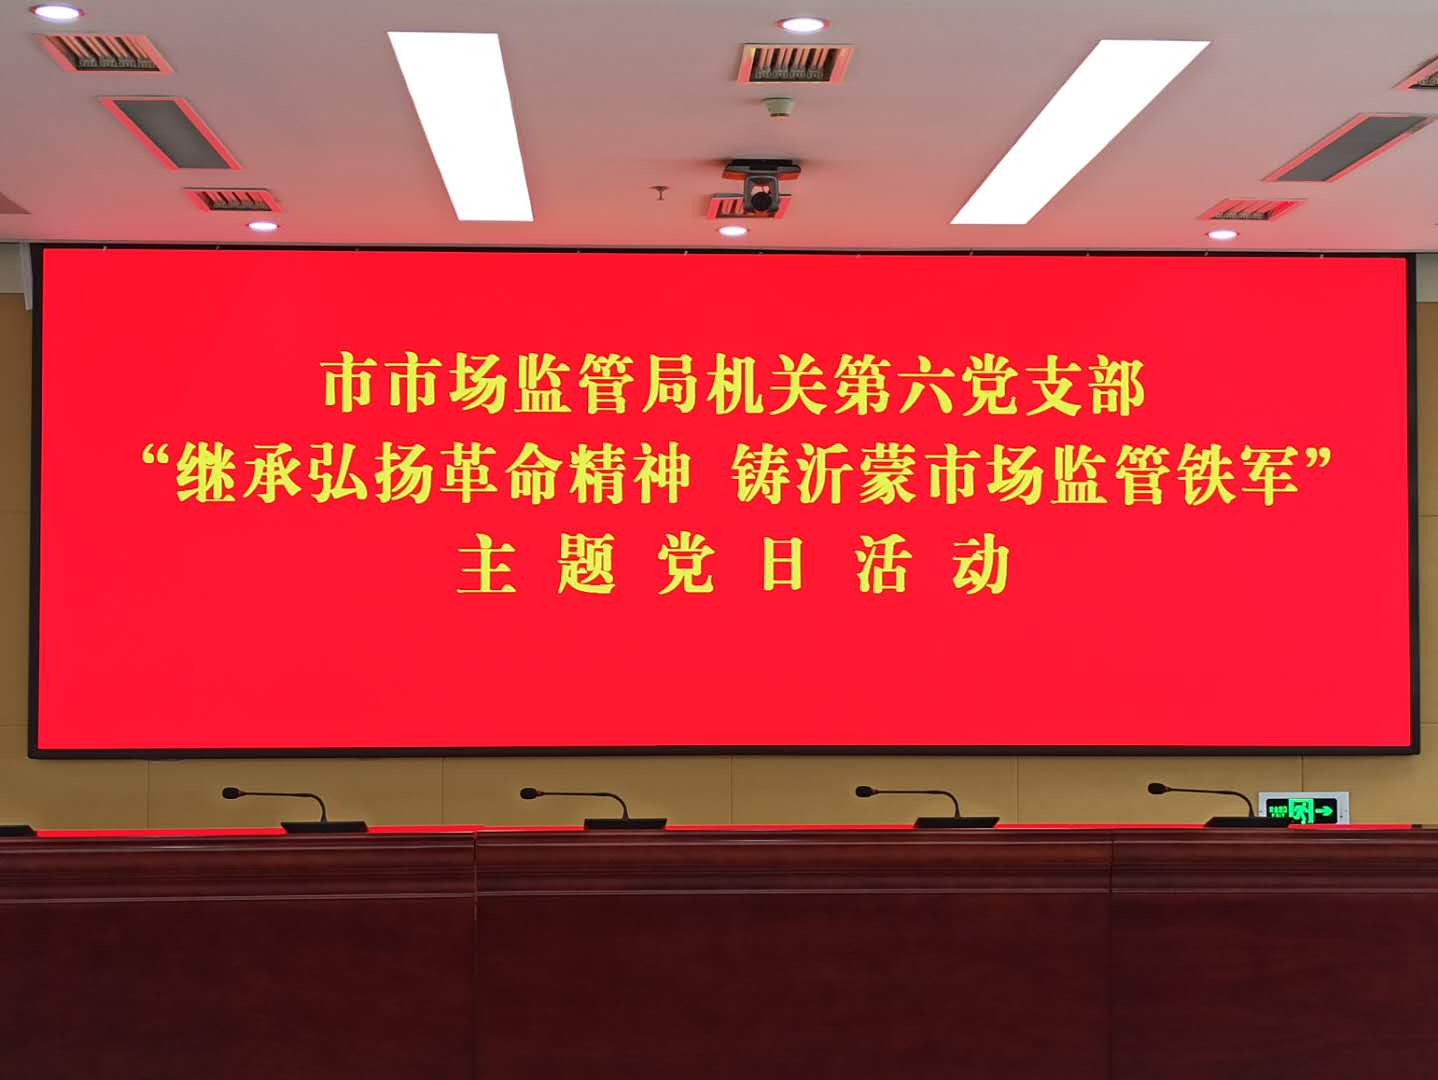 市市场监管局机关第六党支部
“继承弘扬革命精神 铸沂蒙市场监管铁军”
主题党日活动